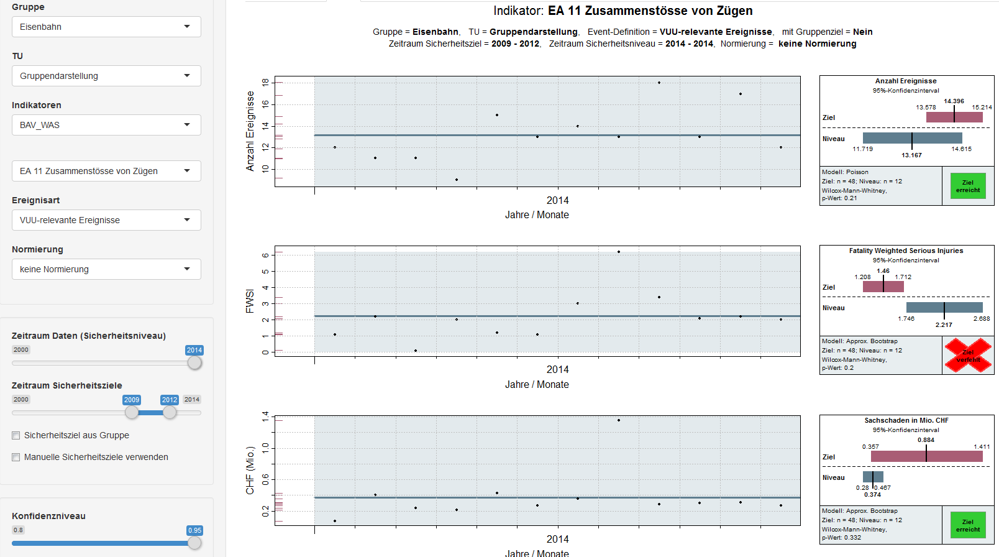 Gruppe
Eisenbahn
TU
Gruppendarstellung
Indikatoren
BAV_WAS
EA 11 Zusammenstösse von Zügen
Ereignisart
VUU-relevante Ereignisse
Normierung
keine Normierung
Zeitraum Daten (Sicherheitsniveau)
2000
2014
Zeitraum Sicherheitsziele
2000
2009
2012
2014
Sicherheitsziel aus Gruppe
Manuelle Sicherheitsziele verwenden
Konfidenzniveau
0.8
0.95
Indikator: EA 11 Zusammenstösse von Zügen
Gruppe = Eisenbahn, TU = Gruppendarstellung, Event-Definition = VUU-relevante Ereignisse, mit Gruppenziel = Nein
Zeitraum Sicherheitsziel = 2009 - 2012, Zeitraum Sicherheitsniveau = 2014 - 2014, Normierung = keine Normierung
Anzahl Ereignisse
18
16
14
12
10
2014
Jahre / Monate
Anzahl Ereignisse
95%-Konfidenzinterval
14.396
13.578
15.214
Ziel
Niveau
11.719
14.615
13.167
Modell: Poisson
Ziel: n = 48; Niveau: n = 12
Wilcox-Mann-Whitney,
p-Wert: 0.21
Ziel
erreicht
FWSI
6
5
4
3
2
1
0
2014
Jahre / Monate
Fatality Weighted Serious Injuries
95%-Konfidenzinterval
1.46
1.208
1.712
Ziel
Niveau
1.746
2.688
2.217
Modell: Approx. Bootstrap
Ziel: n = 48; Niveau: n = 12
Wilcox-Mann-Whitney,
p-Wert: 0.2
Ziel
verfehlt
CHF (Mio.)
1.4
1.0
0.6
0.2
2014
Jahre / Monate
Sachschaden in Mio. CHF
95%-Konfidenzinterval
0.884
0.357
1.411
Ziel
Niveau
0.28
0.467
0.374
Modell: Approx. Bootstrap
Ziel: n = 48; Niveau: n = 12
Wilcox-Mann-Whitney,
p-Wert: 0.332
Ziel
erreicht